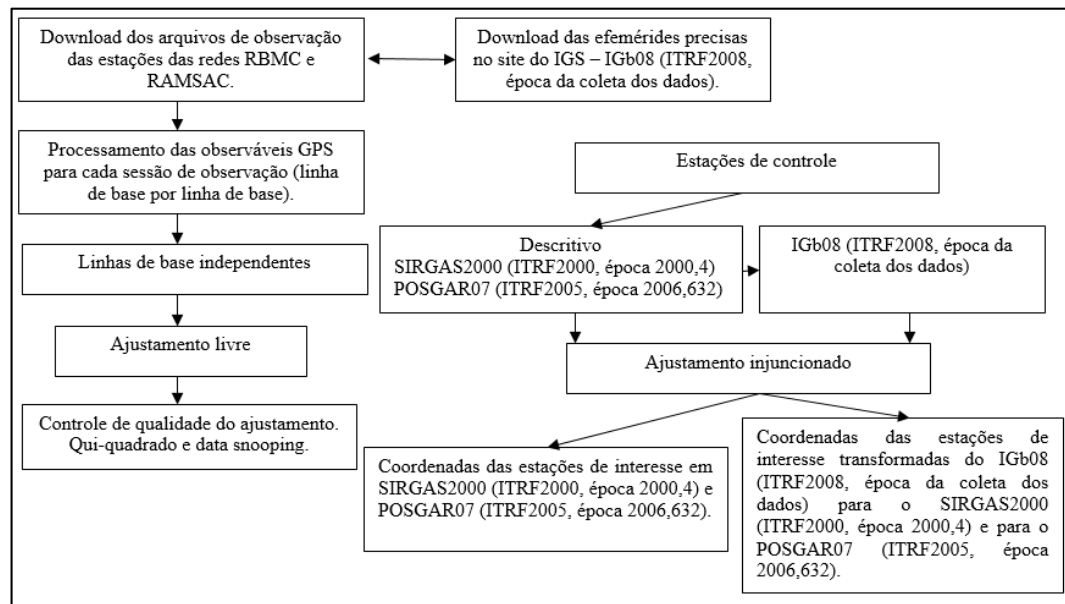 Download dos arquivos de observação
das estações das redes RBMC e
RAMSAC.
Download das efemérides precisas
no site do IGS – IGb08 (ITRF2008,
época da coleta dos dados).
Processamento das observáveis GPS
para cada sessão de observação (linha
de base por linha de base).
Linhas de base independentes
Ajustamento livre
Controle de qualidade do ajustamento.
Qui-quadrado e data snooping.
Estações de controle
Descritivo
SIRGAS2000 (ITRF2000, época 2000,4)
POSGAR07 (ITRF2005, época 2006,632)
IGb08 (ITRF2008, época da
coleta dos dados)
Ajustamento injuncionado
Coordenadas das estações de interesse em
SIRGAS2000 (ITRF2000, época 2000,4) e
POSGAR07 (ITRF2005, época 2006,632).
Coordenadas das estações de
interesse transformadas do IGb08
(ITRF2008, época da coleta dos
dados) para o SIRGAS2000
(ITRF2000, época 2000,4) e para o
POSGAR07 (ITRF2005, época
2006,632).